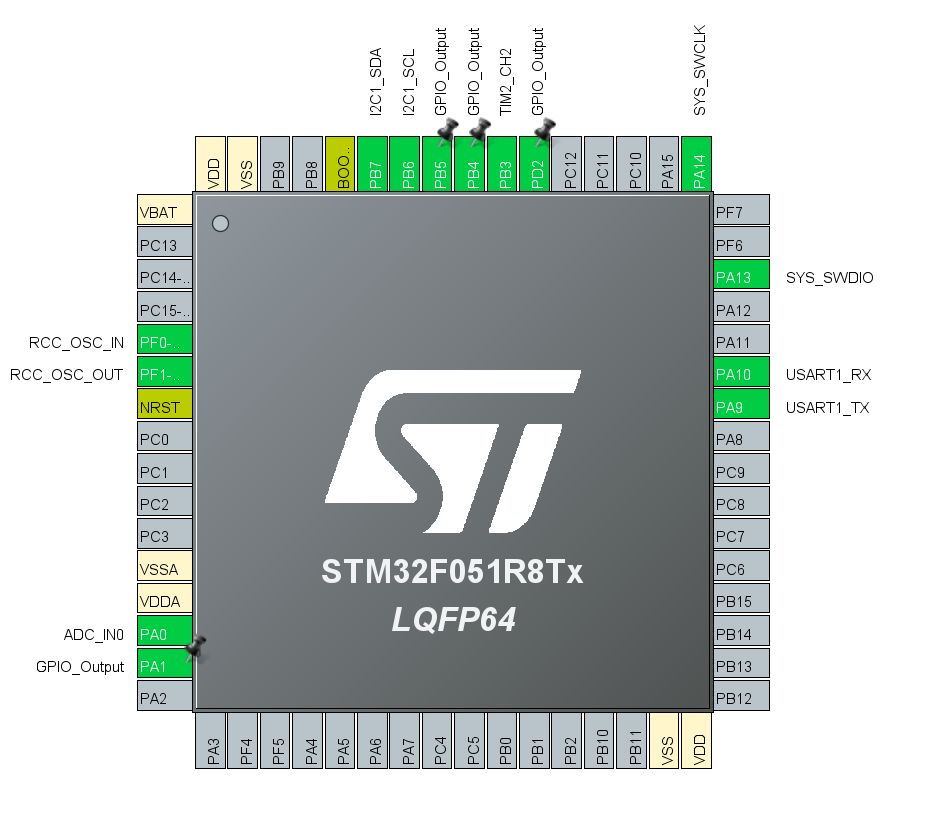 I2C1_SDA
I2C1_SCL
GPIO_Output
GPIO_Output
TIM2_CH2
GPIO_Output
SYS_SWCLK
VDD
VSS
PB9
PB8
BOO..
PB7
PB6
PB5
PB4
PB3
PD2
PC12
PC11
PC10
PA15
PA14
VBAT
PC13
PC14-..
PC15-..
RCC_OSC_IN PF0-..
RCC_OSC_OUT PF1-..
NRST
PC0
PC1
PC2
PC3
VSSA
VDDA
ADC_IN0 PA0
GPIO_Output PA1
PA2
PF7
PF6
PA13 SYS_SWDIO
PA12
PA11
PA10 USART1_RX
PA9 USART1_TX
PA8
PC9
PC8
PC7
PC6
PB15
PB14
PB13
PB12
ST
STM32F051R8Tx
LQFP64
PA3
PF4
PF5
PA4
PA5
PA6
PA7
PC4
PC5
PB0
PB1
PB2
PB10
PB11
VSS
VDD